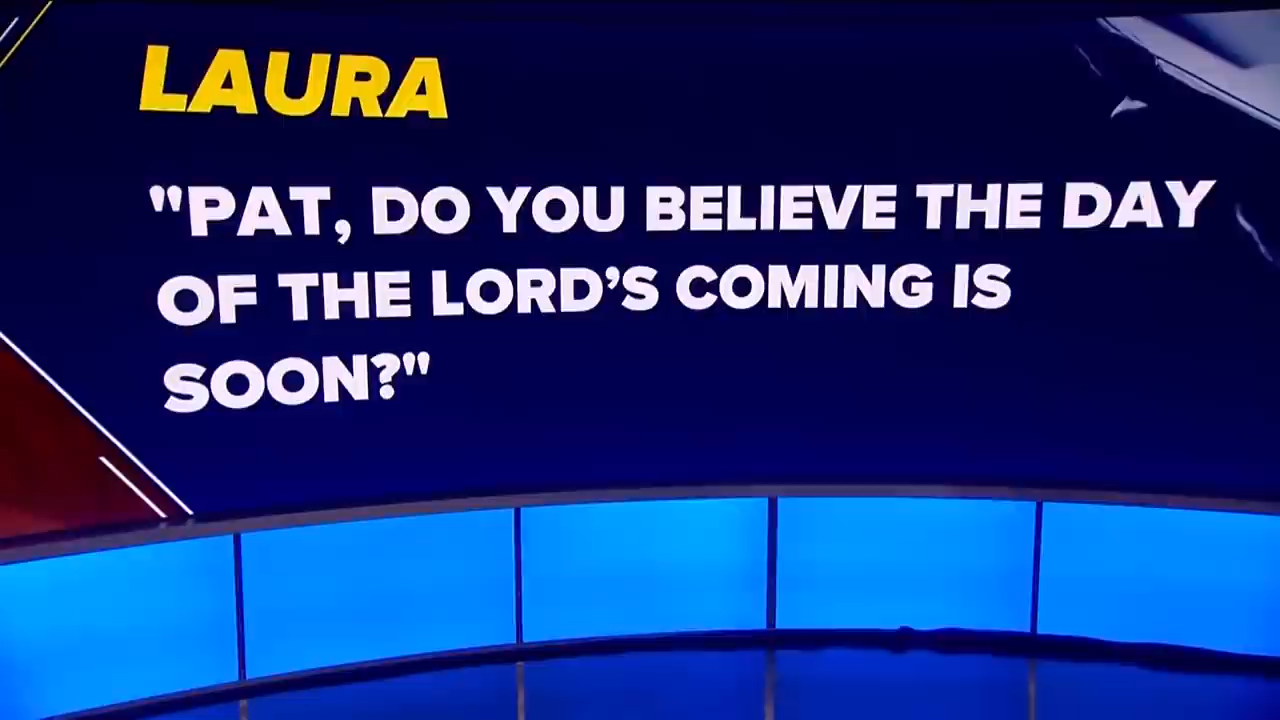 LAURA
"PAT, DO YOU BELIEVE THE DAY
OF THE LORD’S COMING IS
SOON?"